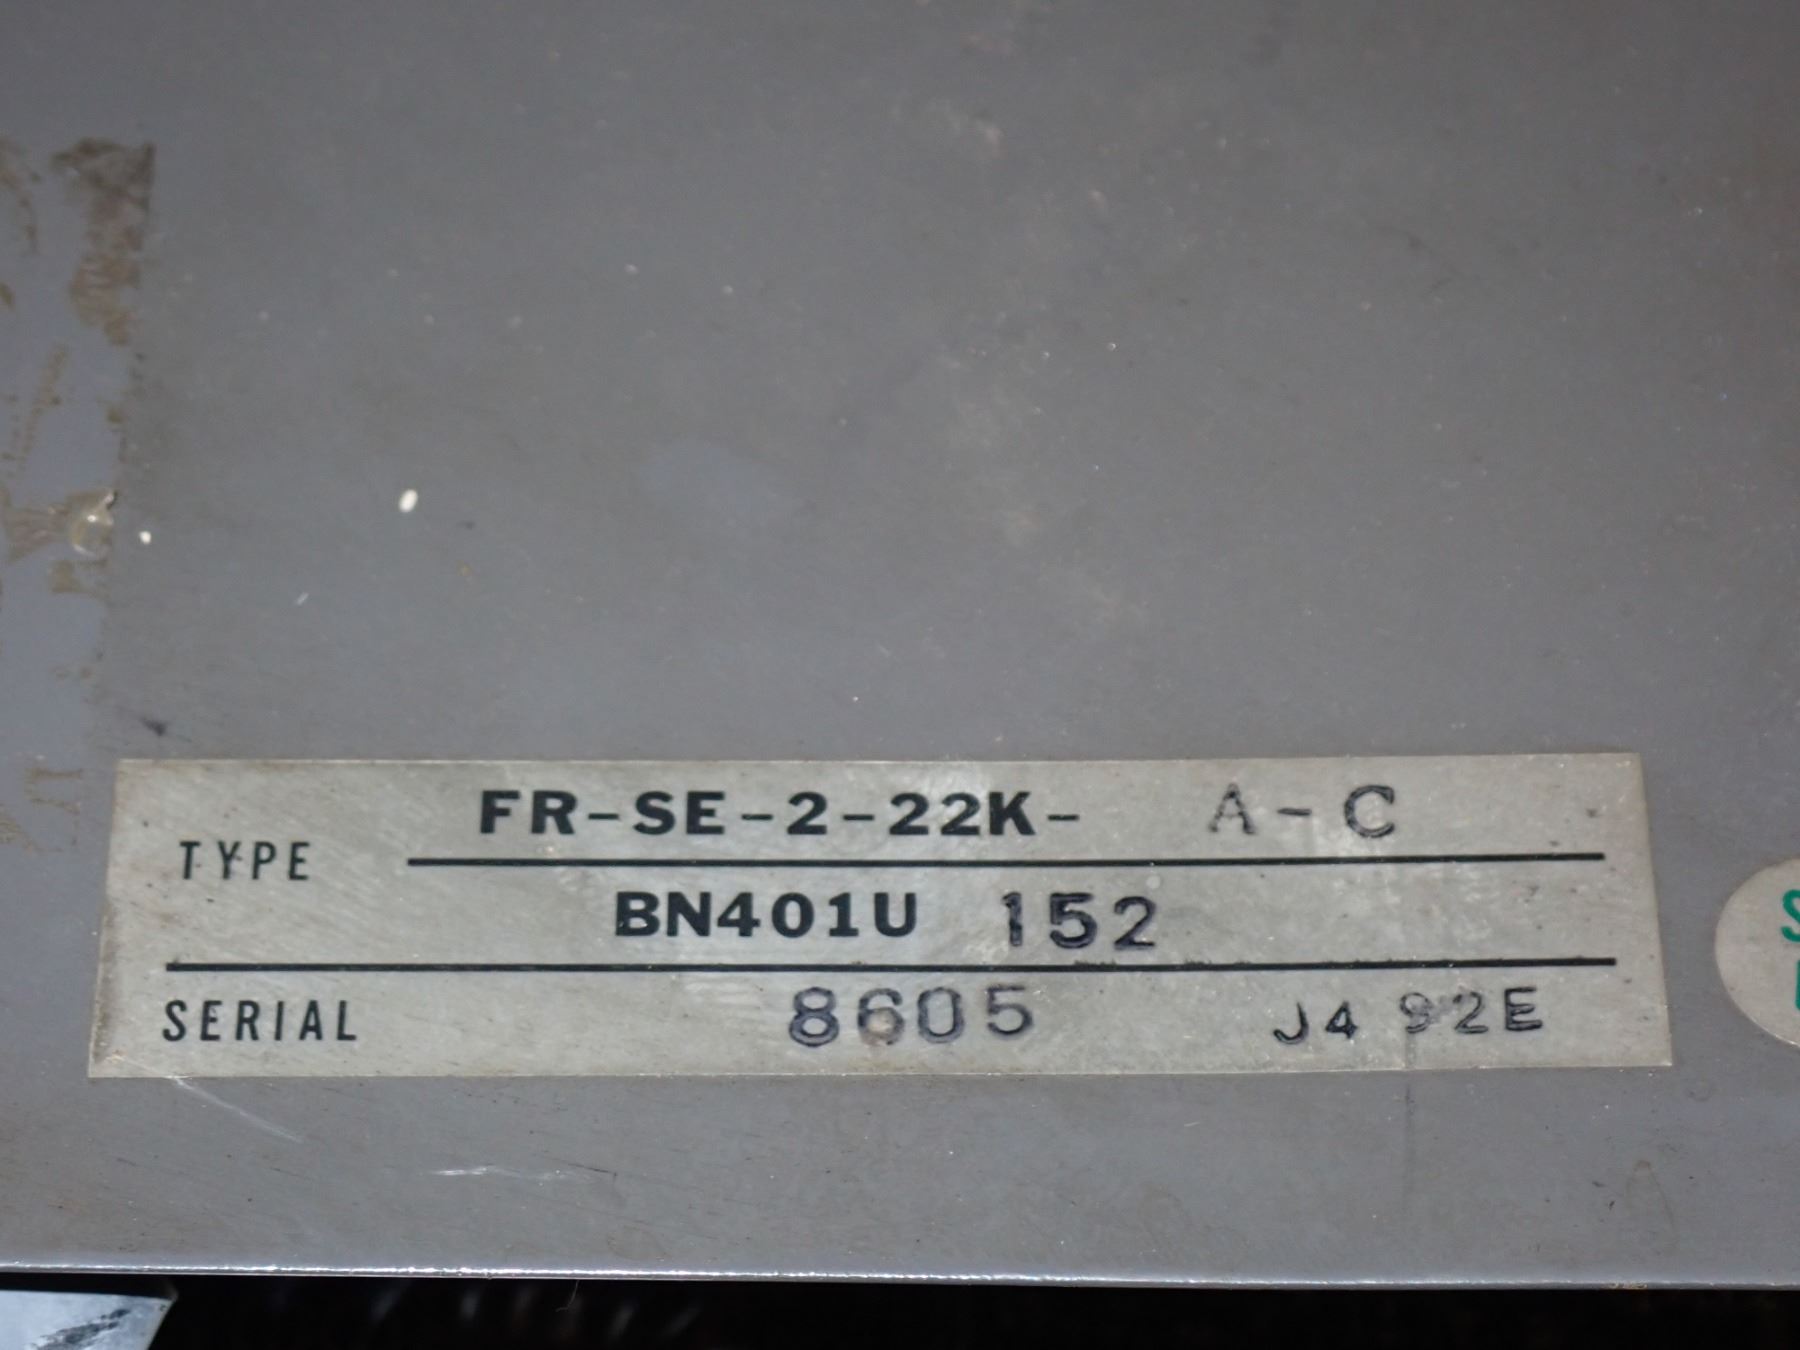 TYPE FR-SE-2-22K- A-C
BN401U 152
SERIAL 8605 J4 92E